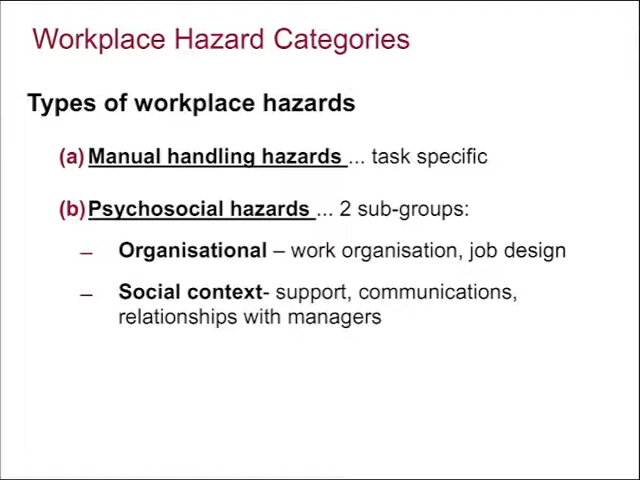 Workplace Hazard Categories
Types of workplace hazards
(a) Manual handling hazards ... task specific
(b) Psychosocial hazards ... 2 sub-groups:
– Organisational – work organisation, job design
– Social context- support, communications,
relationships with managers